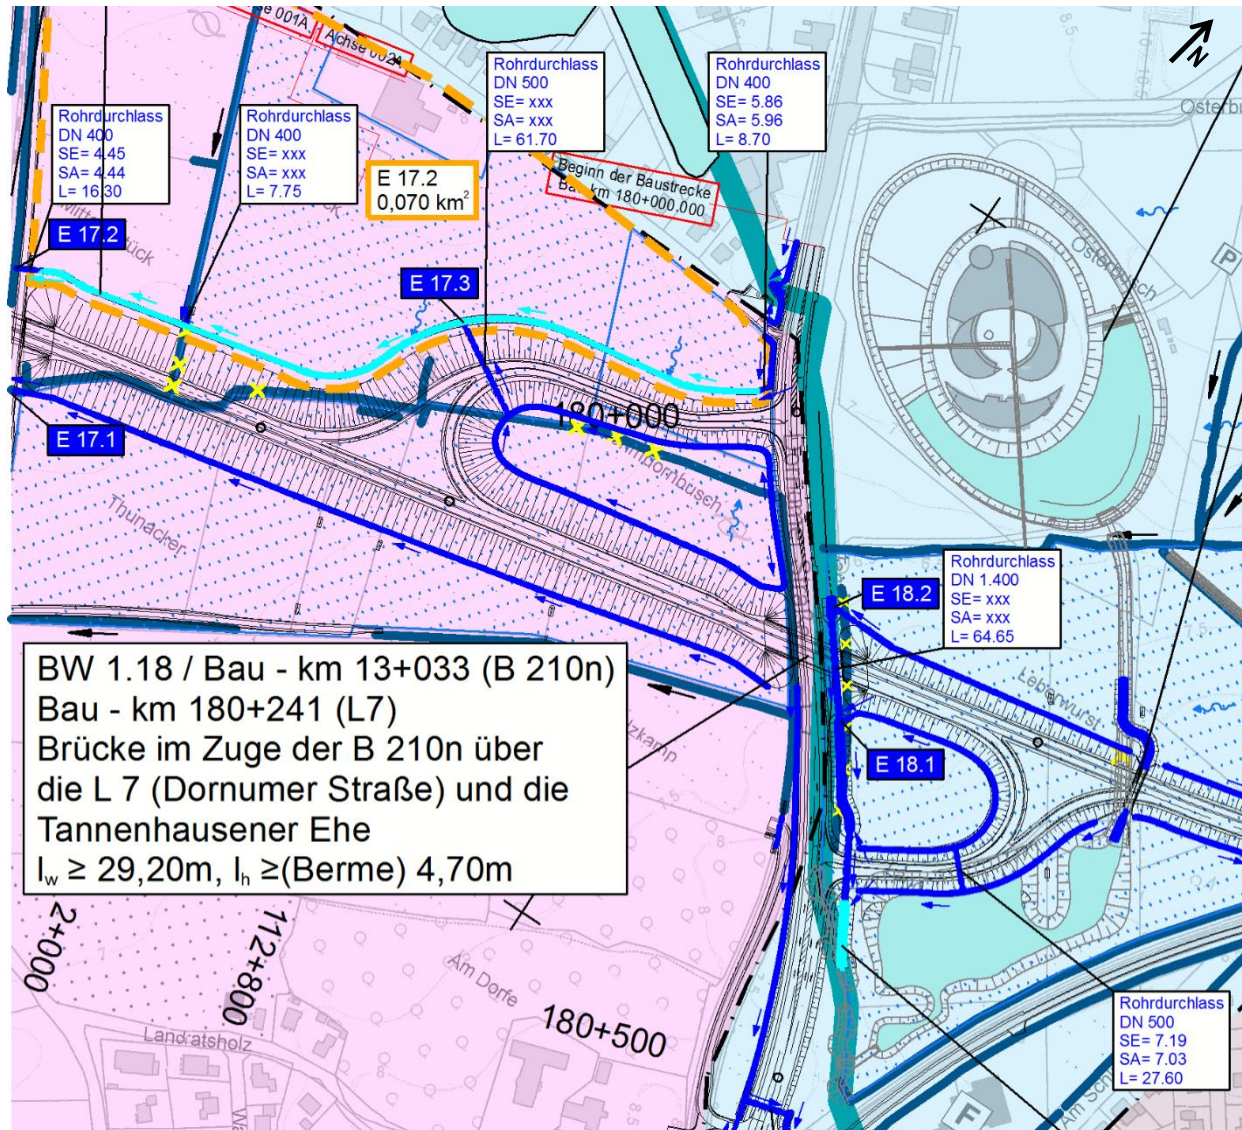 001A
Achse 002A
N
Rohrdurchlass
DN 400
SE= 4.45
SA= 4.44
L= 16.30
Rohrdurchlass
DN 400
SE= xxx
SA= xxx
L= 7.75
Rohrdurchlass
DN 500
SE= xxx
SA= xxx
L= 61.70
Rohrdurchlass
DN 400
SE= 5.86
SA= 5.96
L= 8.70
E 17.2
0,070 km²
Beginn der Baustrecke
Bau km 180+000,000
E 17.2
E 17.3
E 17.1
180+000
Thunacker
Osterbusch
P
Rohrdurchlass
DN 1.400
SE= xxx
SA= xxx
L= 64.65
E 18.2
E 18.1
Leberwurst
BW 1.18 / Bau - km 13+033 (B 210n)
Bau - km 180+241 (L7)
Brücke im Zuge der B 210n über
die L 7 (Dornumer Straße) und die
Tannenhausener Ehe
l_w ≥ 29,20m, l_h ≥(Berme) 4,70m
2+000
112+800
Am Dorfe
180+500
Landratsholz
Rohrdurchlass
DN 500
SE= 7.19
SA= 7.03
L= 27.60
F